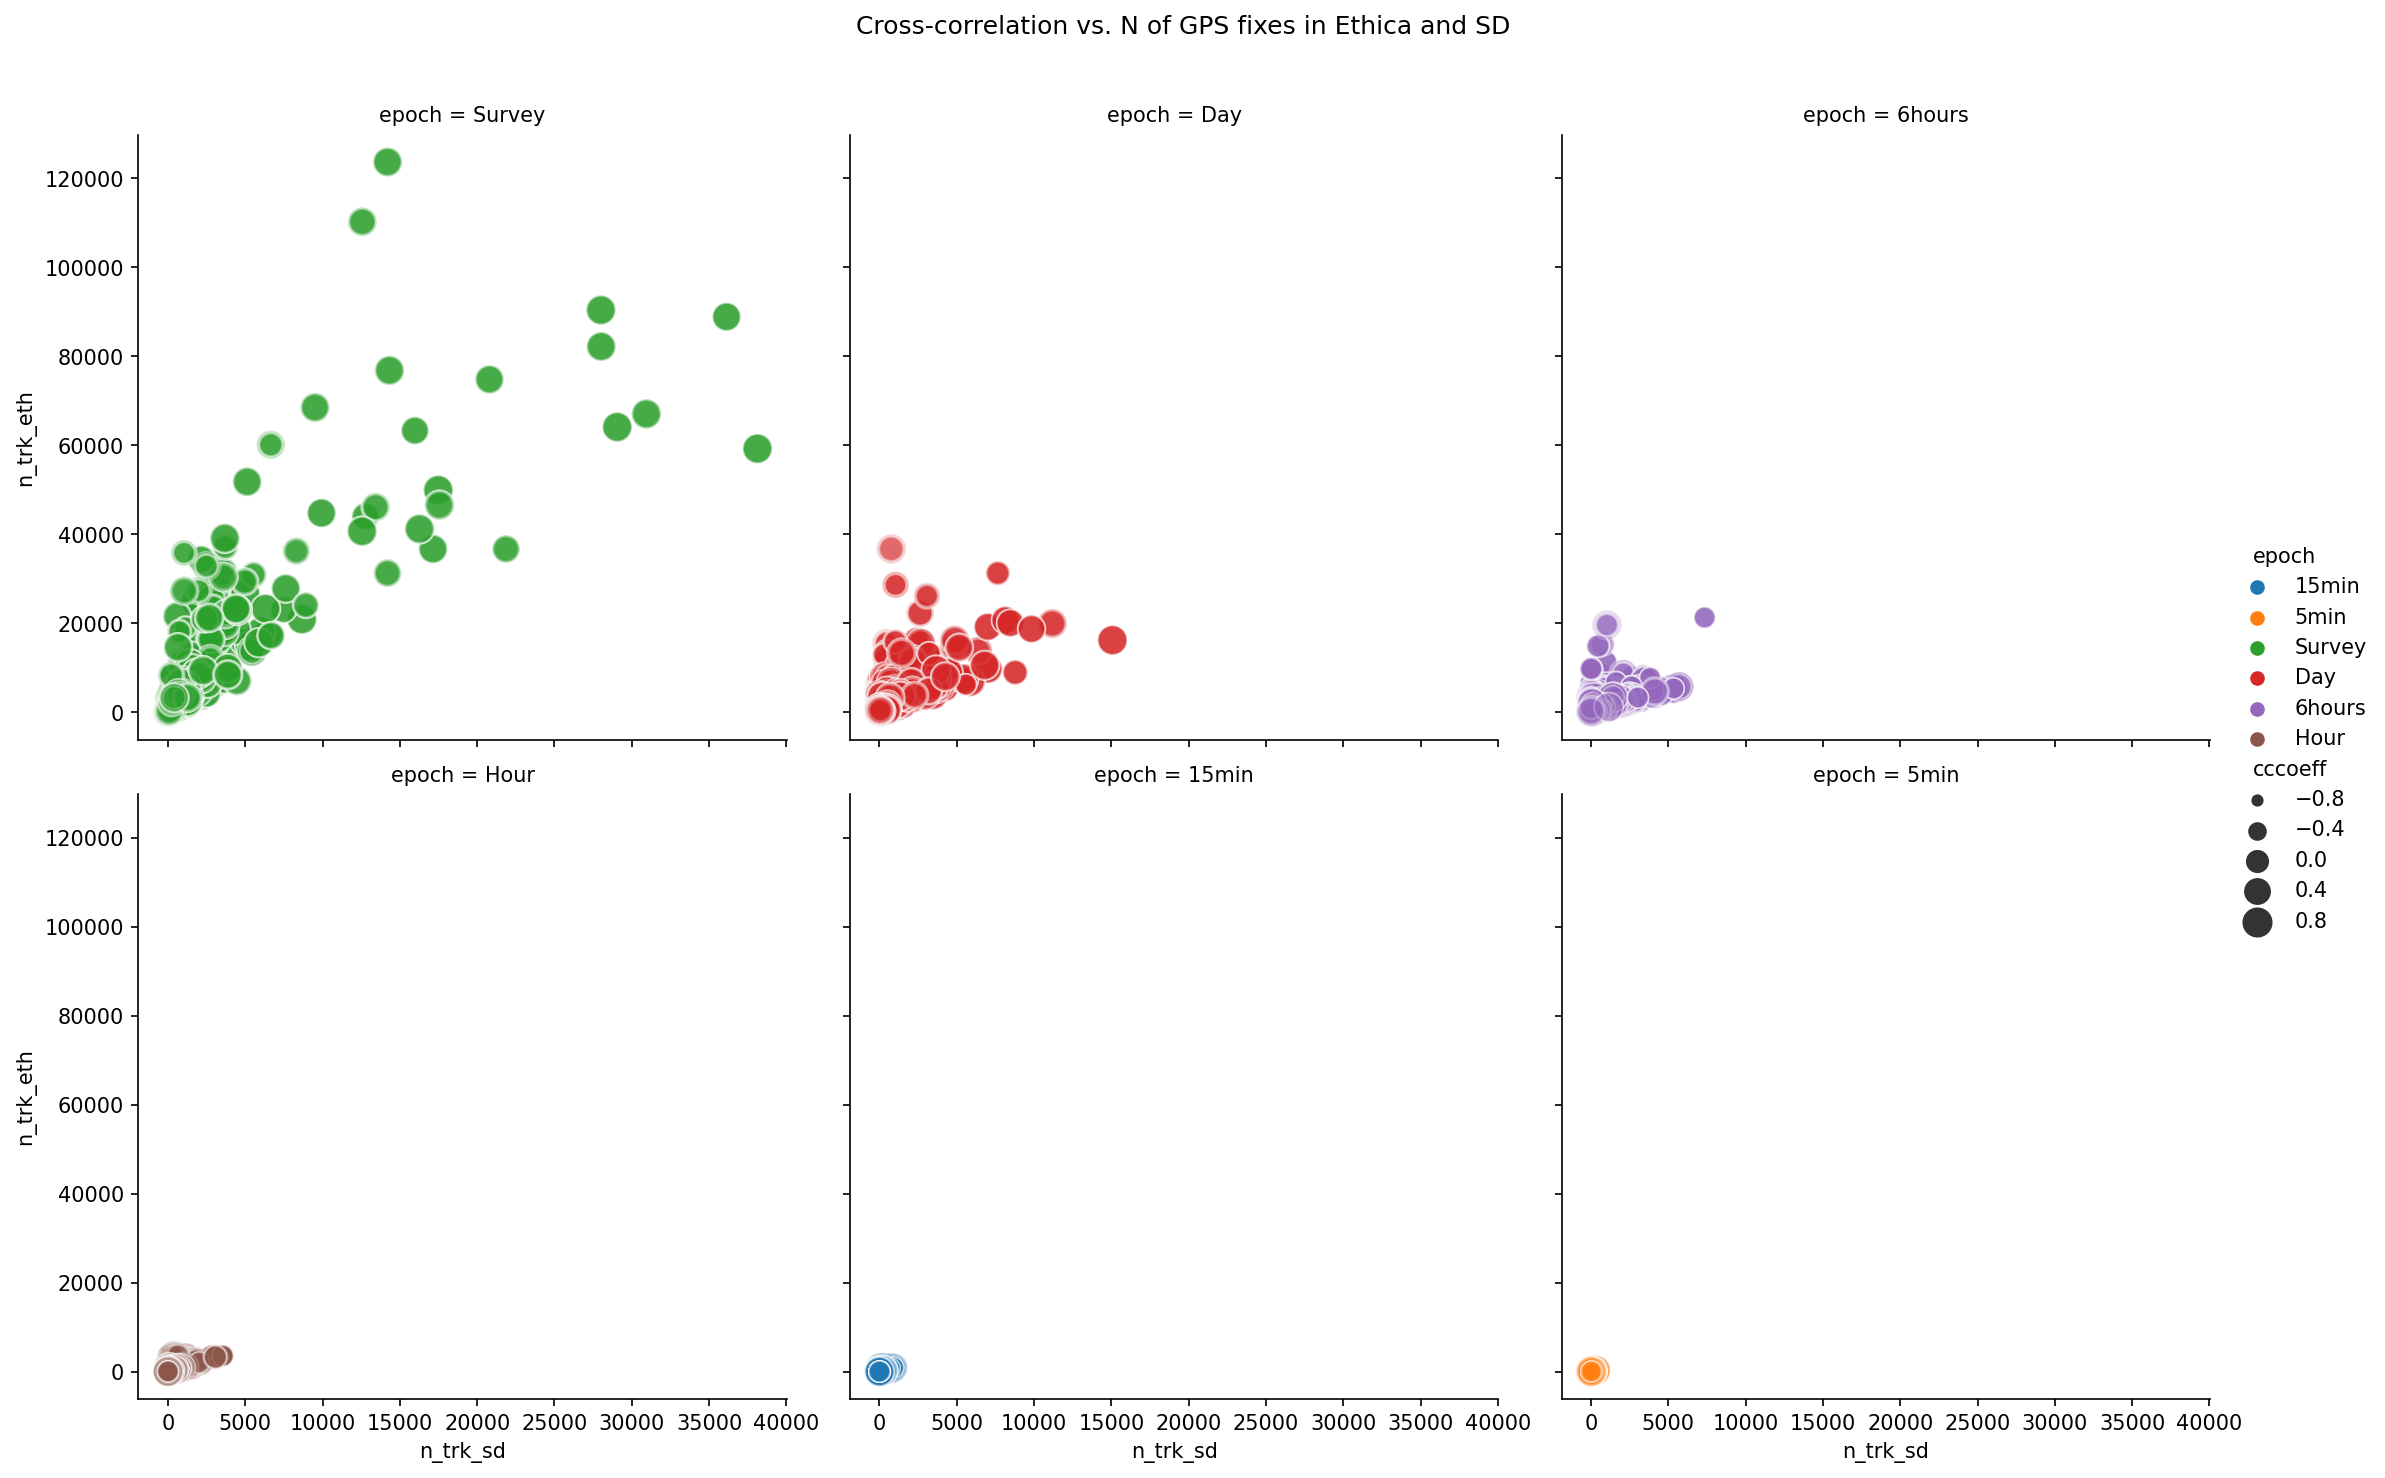 Cross-correlation vs. N of GPS fixes in Ethica and SD
epoch = Survey
epoch = Day
epoch = 6hours
120000
100000
80000
60000
40000
20000
0
n_trk_eth
epoch
15min
5min
Survey
Day
6hours
Hour
cccoeff
−0.8
−0.4
0.0
0.4
0.8
epoch = Hour
epoch = 15min
epoch = 5min
120000
100000
80000
60000
40000
20000
0
n_trk_eth
0 5000 10000 15000 20000 25000 30000 35000 40000
0 5000 10000 15000 20000 25000 30000 35000 40000
0 5000 10000 15000 20000 25000 30000 35000 40000
n_trk_sd
n_trk_sd
n_trk_sd